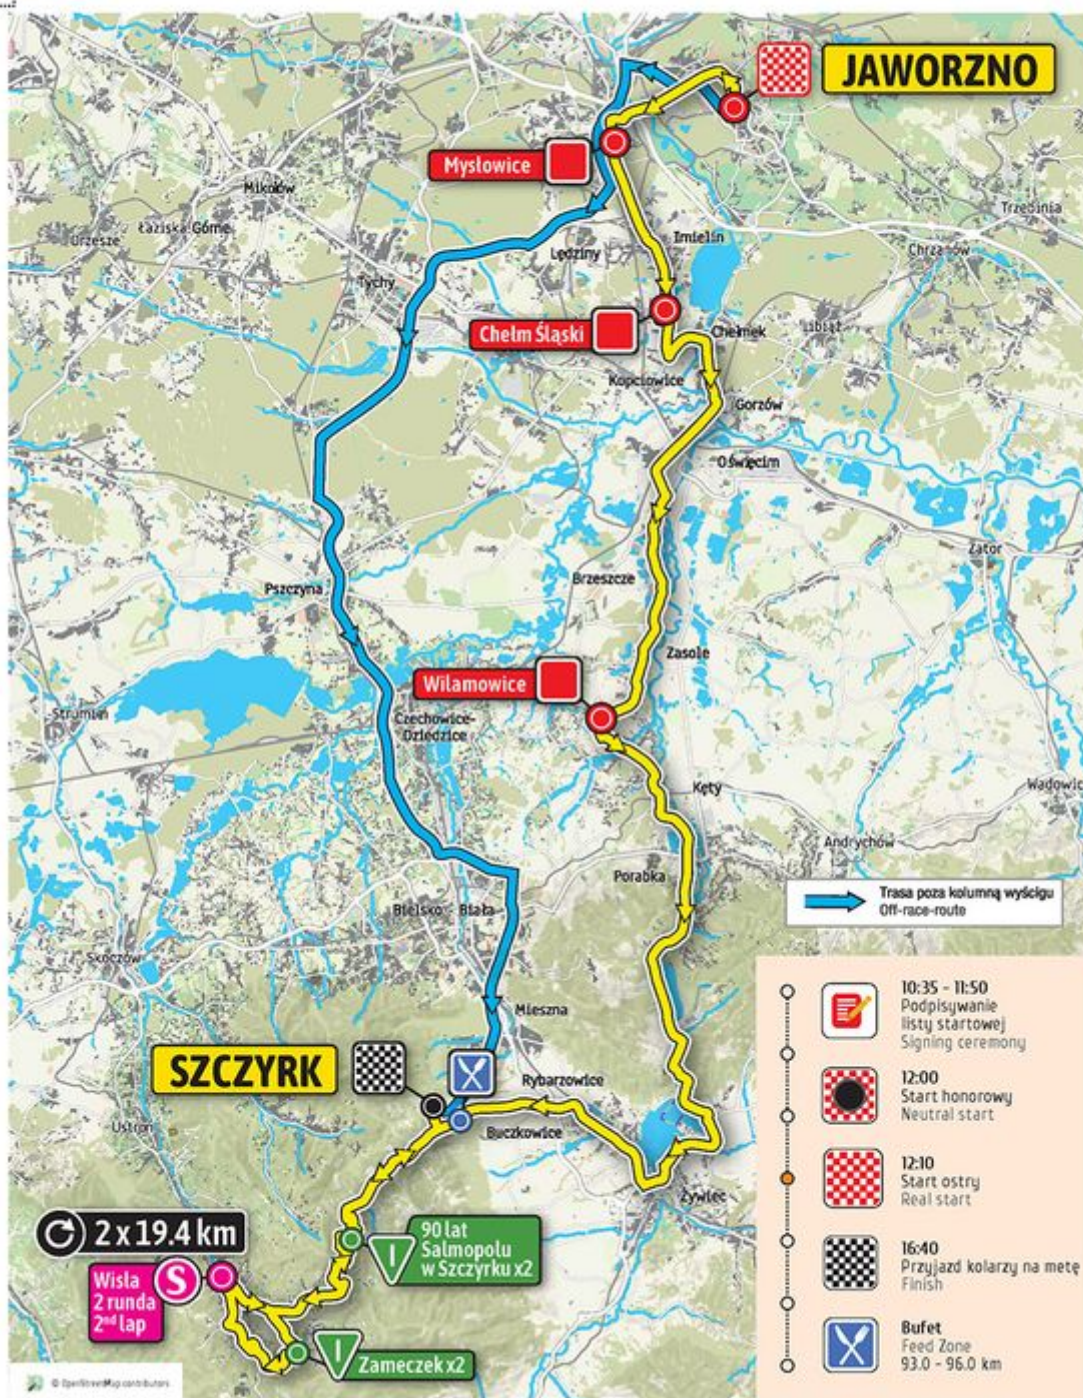 JAWORZNO
Mysłowice
Mikołów
Orzesze
Łaziska Górne
Trzebinia
Imielin
Lędziny
Chrzanów
Tychy
Chełm Śląski
Chełmek
Libiąż
Kopciowice
Gorzów
Oświęcim
Zator
Brzeszcze
Pszczyna
Zasole
Wilamowice
Strumień
Czechowice-
Dziedzice
Kęty
Wadowic
Andrychów
Porąbka
Trasa poza kolumną wyścigu
Off-race-route
Bielsko - Biała
Skoczów
Mieszna
SZCZYRK
Rybarzowice
Buczkowice
Ustroń
Żywiec
2 x 19.4 km
S
Wisła
2 runda
2nd lap
I
90 lat
Salmopolu
w Szczyrku x2
I
Zameczek x2
10:35 - 11:50
Podpisywanie
listy startowej
Signing ceremony
12:00
Start honorowy
Neutral start
12:10
Start ostry
Real start
16:40
Przyjazd kolarzy na metę
Finish
Bufet
Feed Zone
93.0 - 96.0 km
© OpenStreetMap contributors